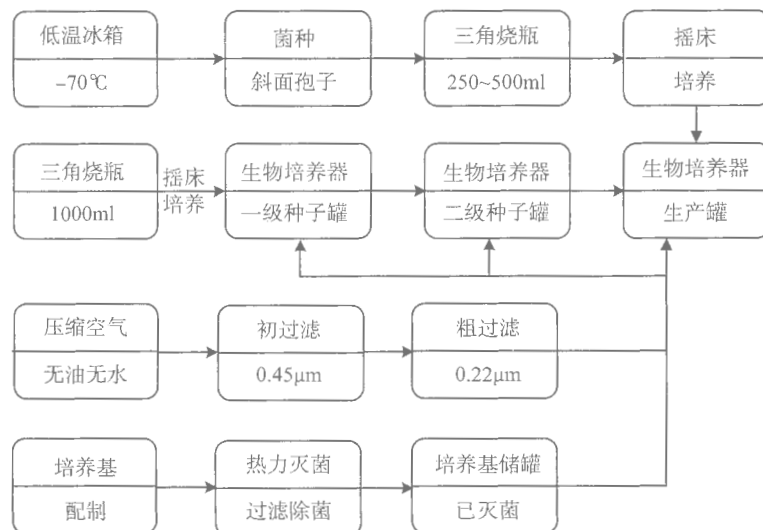 低温冰箱
-70℃
菌种
斜面孢子
三角烧瓶
250~500ml
摇床
培养
三角烧瓶
1000ml
摇床
培养
生物培养器
一级种子罐
生物培养器
二级种子罐
生物培养器
生产罐
压缩空气
无油无水
初过滤
0.45μm
粗过滤
0.22μm
培养基
配制
热力灭菌
过滤除菌
培养基储罐
已灭菌